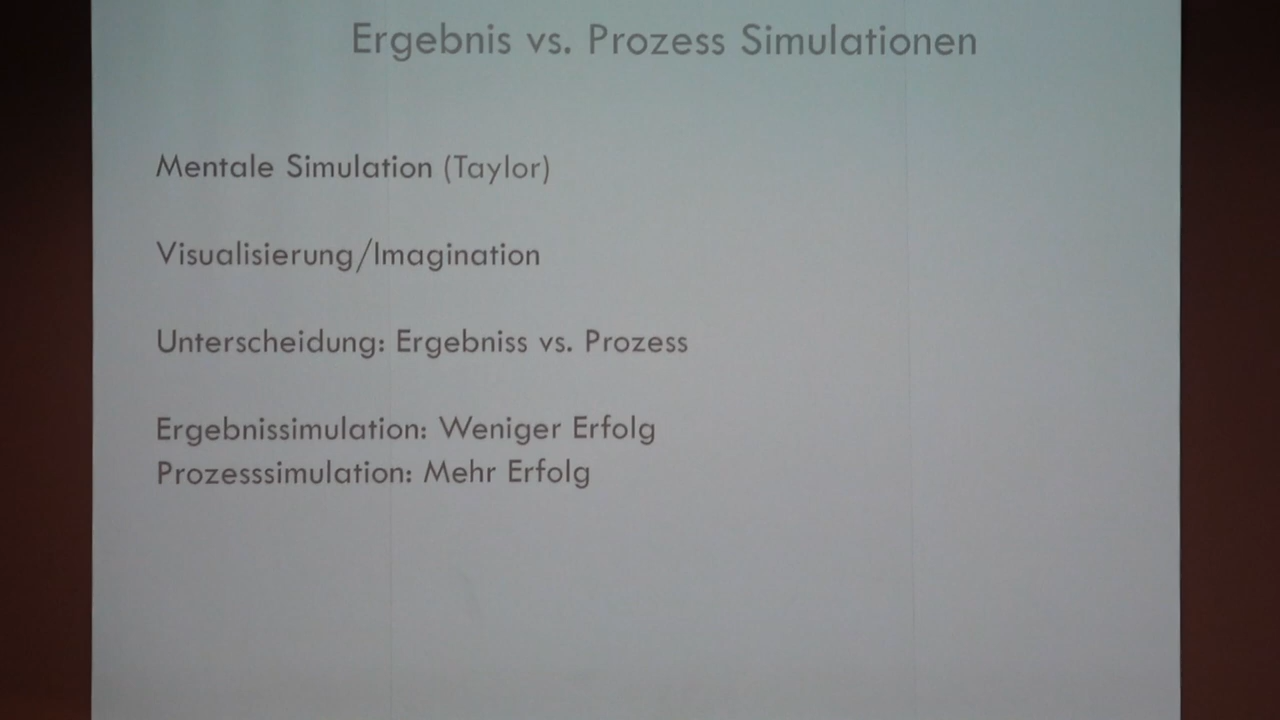 Ergebnis vs. Prozess Simulationen
Mentale Simulation (Taylor)
Visualisierung/Imagination
Unterscheidung: Ergebniss vs. Prozess
Ergebnissimulation: Weniger Erfolg
Prozesssimulation: Mehr Erfolg